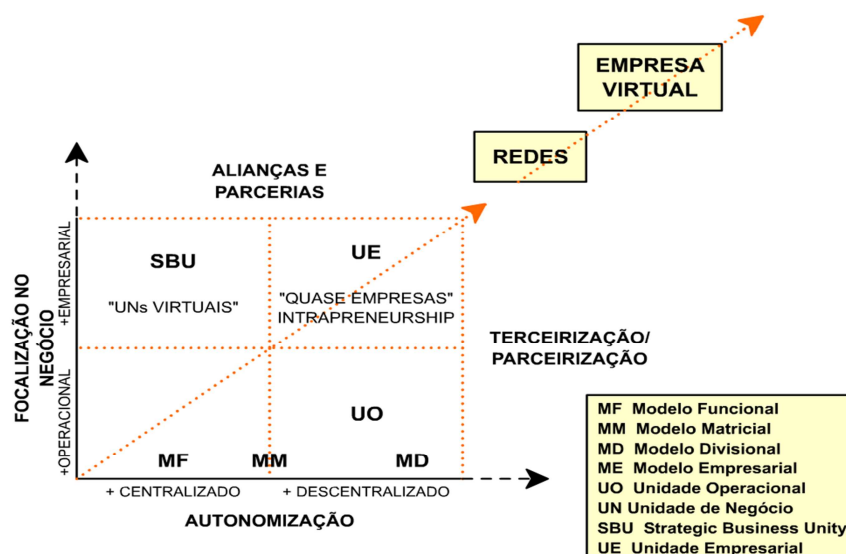 EMPRESA
VIRTUAL
REDES
ALIANÇAS E
PARCERIAS
FOCALIZAÇÃO NO
NEGÓCIO
+EMPRESARIAL
+OPERACIONAL
SBU
"UNs VIRTUAIS"
UE
"QUASE EMPRESAS"
INTRAPRENEURSHIP
TERCEIRIZAÇÃO/
PARCEIRIZAÇÃO
UO
MF
MM
MD
+ CENTRALIZADO
+ DESCENTRALIZADO
AUTONOMIZAÇÃO
MF Modelo Funcional
MM Modelo Matricial
MD Modelo Divisional
ME Modelo Empresarial
UO Unidade Operacional
UN Unidade de Negócio
SBU Strategic Business Unity
UE Unidade Empresarial